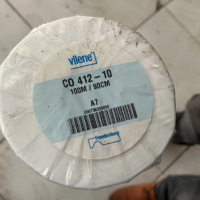 vilene
CO 412-10
100M / 90CM
A7
Freudenberg